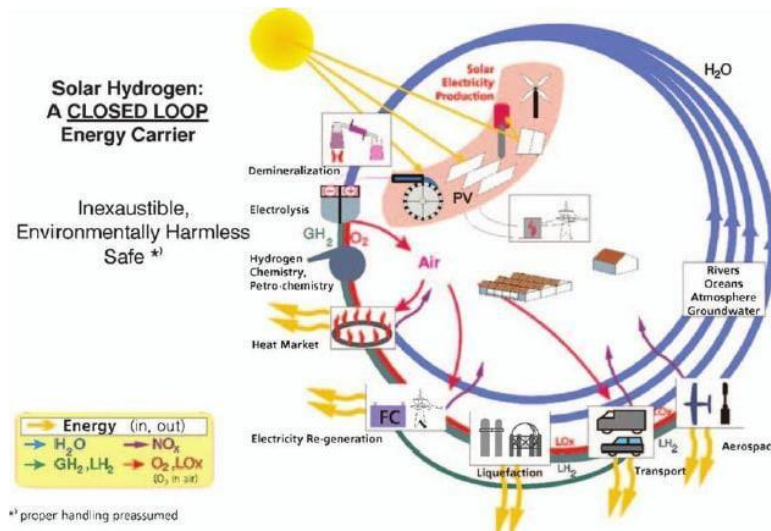 Solar Hydrogen:
A CLOSED LOOP
Energy Carrier
Inexaustible,
Environmentally Harmless
Safe *)
Solar
Electricity
Production
H₂O
Demineralization
PV
Electrolysis
GH₂
O₂
Air
Hydrogen
Chemistry,
Petro-chemistry
Rivers
Oceans
Atmosphere
Groundwater
Heat Market
FC
Electricity Re-generation
LOx
LH₂
Liquefaction
LOx
LH₂
Transport
Aerospac
Energy (in, out)
H₂O
NOₓ
GH₂,LH₂
O₂,LOx
(O₂ in air)
*) proper handling preassumed